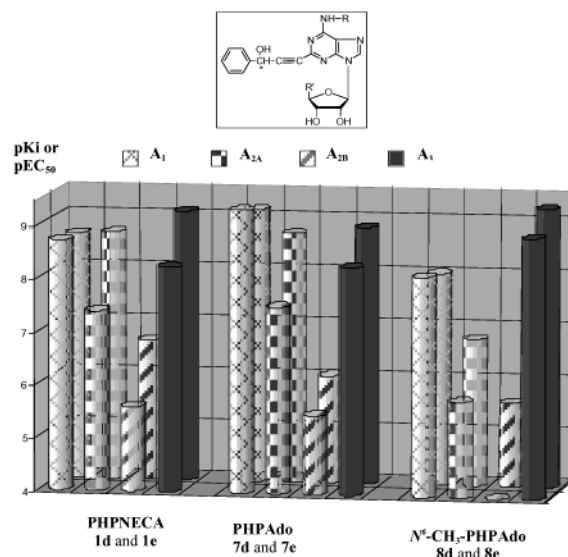 NH—R
OH
N
N
CH—C≡C
*
N
N
R'
O
HO
OH
pKi or
pEC50
A1
A2A
A2B
A3
9
8
7
6
5
4
PHPNECA
1d and 1e
PHPAdo
7d and 7e
N6-CH3-PHPAdo
8d and 8e